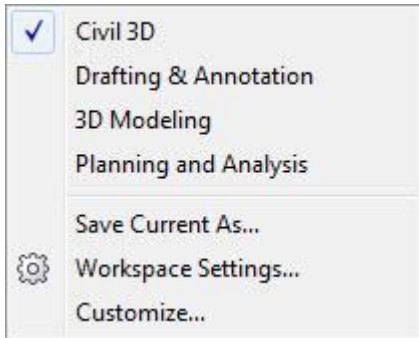 Civil 3D
Drafting & Annotation
3D Modeling
Planning and Analysis
Save Current As...
Workspace Settings...
Customize...